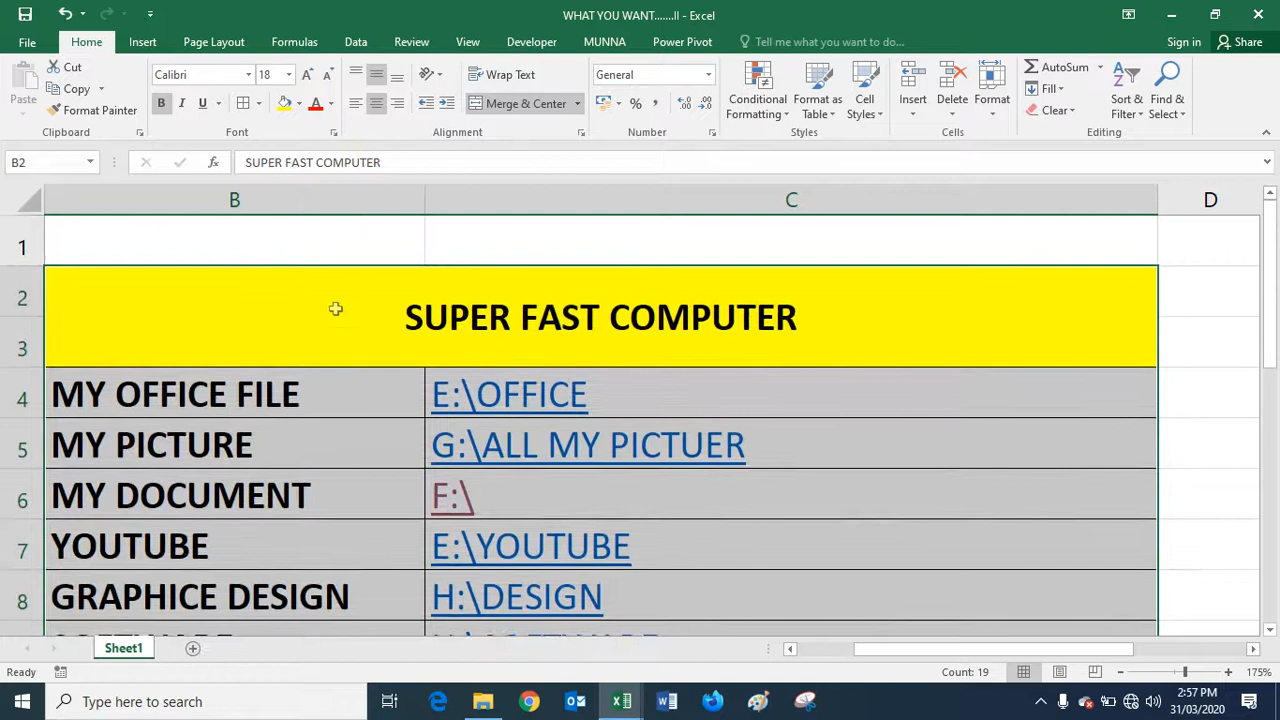 WHAT YOU WANT.......!! - Excel
File Home Insert Page Layout Formulas Data Review View Developer MUNNA Power Pivot Tell me what you want to do... Sign in Share
Paste
Cut
Copy
Format Painter
Clipboard
Calibri 18
B I U
Font
Wrap Text
Merge & Center
Alignment
General
Number
Conditional Formatting
Format as Table
Cell Styles
Styles
Insert Delete Format
Cells
AutoSum
Fill
Clear
Sort & Filter
Find & Select
Editing
B2 fx SUPER FAST COMPUTER
B C D
1
2
3
SUPER FAST COMPUTER
4 MY OFFICE FILE E:\OFFICE
5 MY PICTURE G:\ALL MY PICTUER
6 MY DOCUMENT F:\
7 YOUTUBE E:\YOUTUBE
8 GRAPHICE DESIGN H:\DESIGN
Sheet1
Ready Count: 19 175%
Type here to search
2:57 PM
31/03/2020